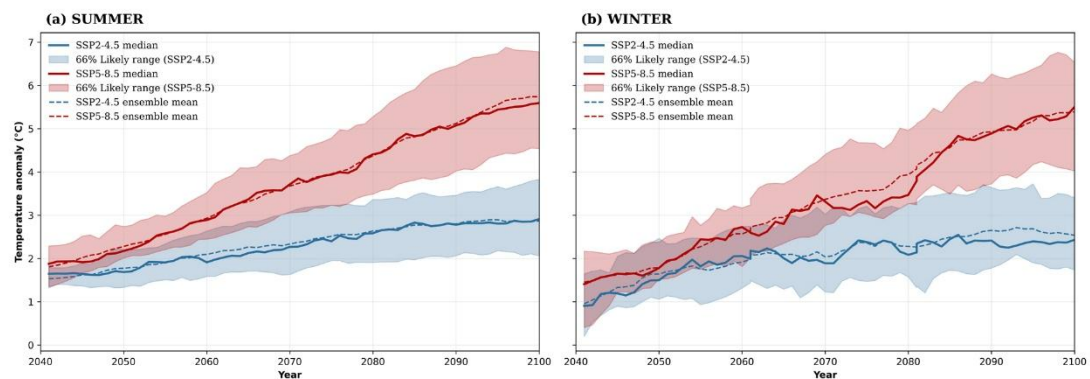 (a) SUMMER
7
6
5
4
3
2
1
0
Temperature anomaly (°C)
SSP2-4.5 median
66% Likely range (SSP2-4.5)
SSP5-8.5 median
66% Likely range (SSP5-8.5)
SSP2-4.5 ensemble mean
SSP5-8.5 ensemble mean
2040 2050 2060 2070 2080 2090 2100
Year
(b) WINTER
SSP2-4.5 median
66% Likely range (SSP2-4.5)
SSP5-8.5 median
66% Likely range (SSP5-8.5)
SSP2-4.5 ensemble mean
SSP5-8.5 ensemble mean
2040 2050 2060 2070 2080 2090 2100
Year